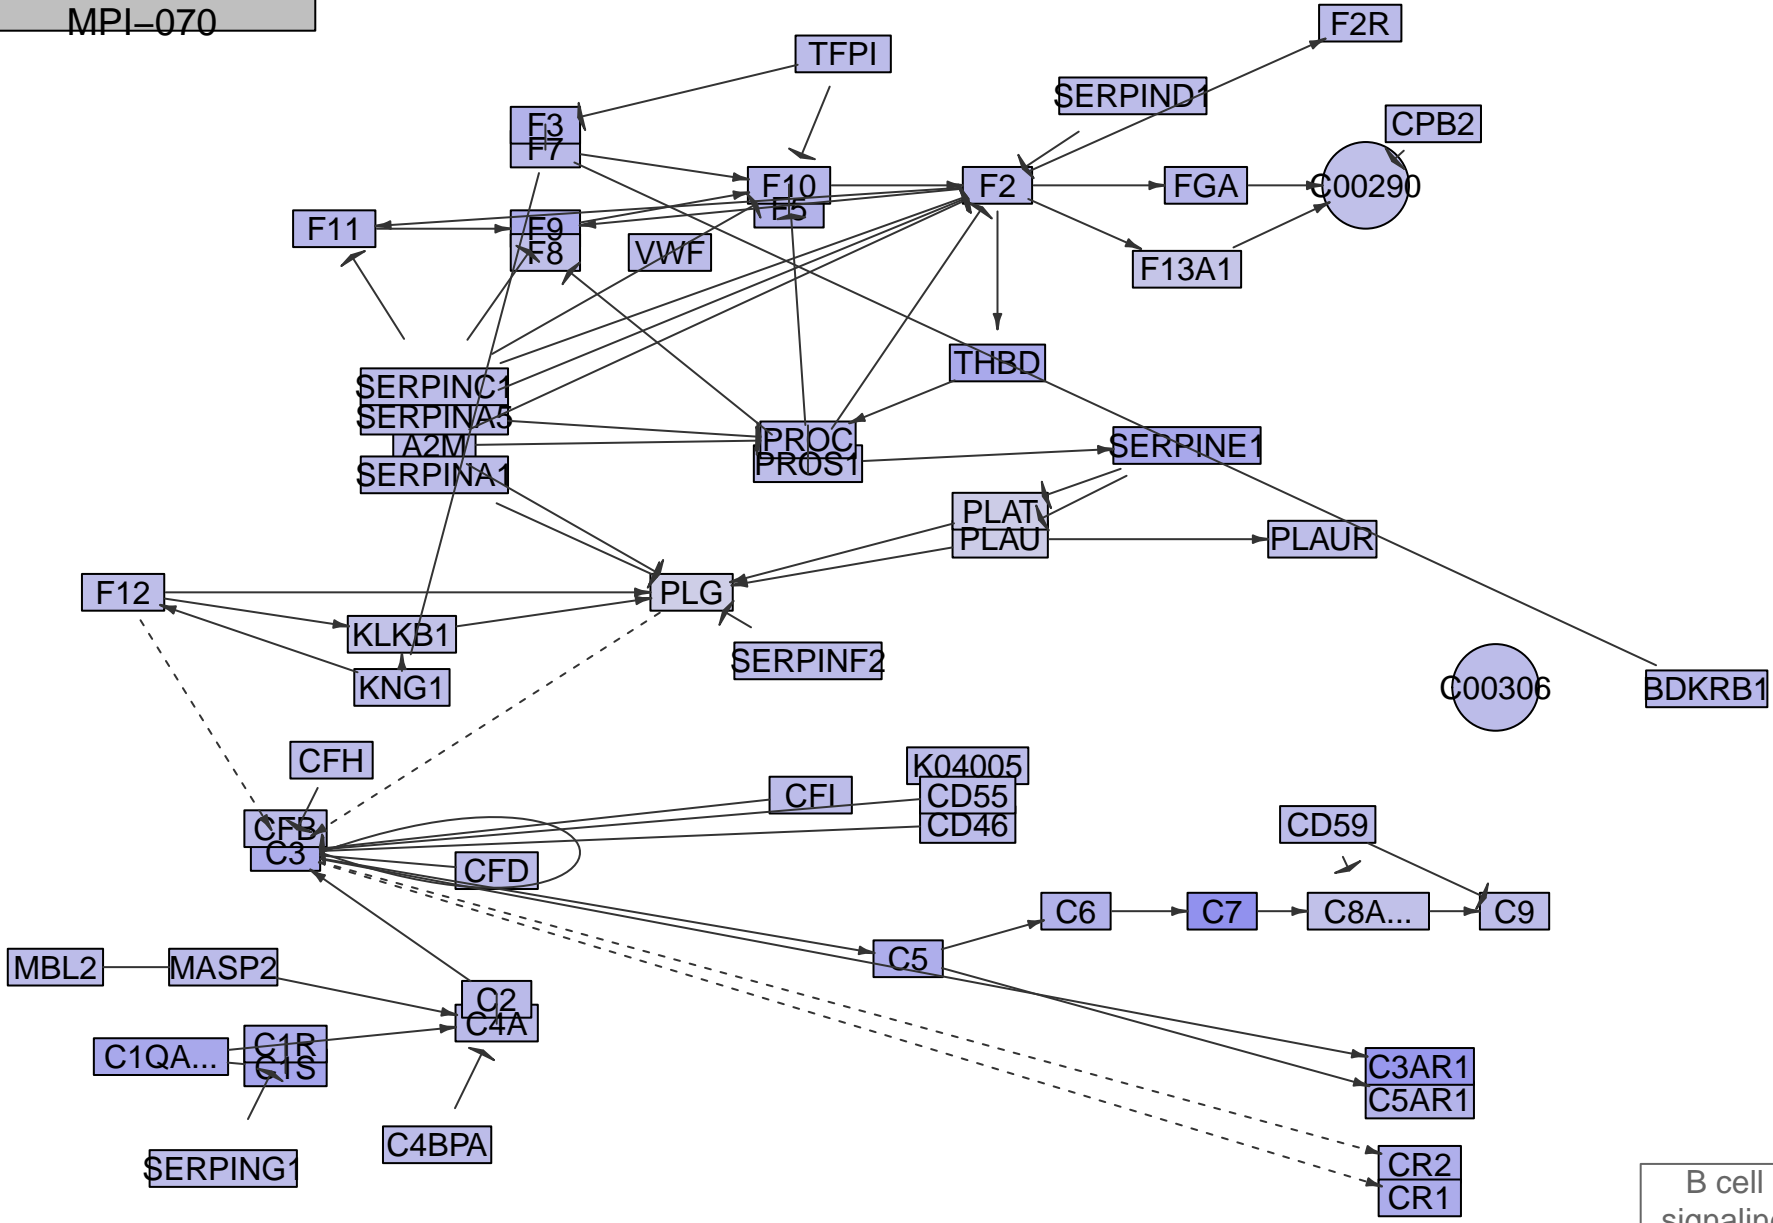 MPI–070
F2R
TFPI
SERPIND1
CPB2
F3
F7
F10
F5
F2
FGA
C00290
F11
F9
F8
VWF
F13A1
THBD
SERPINC1
SERPINA5
A2M
SERPINA1
PROC
PROS1
SERPINE1
PLAT
PLAU
PLAUR
F12
PLG
KLKB1
SERPINF2
KNG1
C00306
BDKRB1
CFH
K04005
CFI
CD55
CD46
CFB
C3
CFD
CD59
C6
C7
C8A...
C9
C5
MBL2
MASP2
C2
C4A
C1QA...
C1R
C1S
C3AR1
C5AR1
C4BPA
SERPING1
CR2
CR1
B cell
signaling